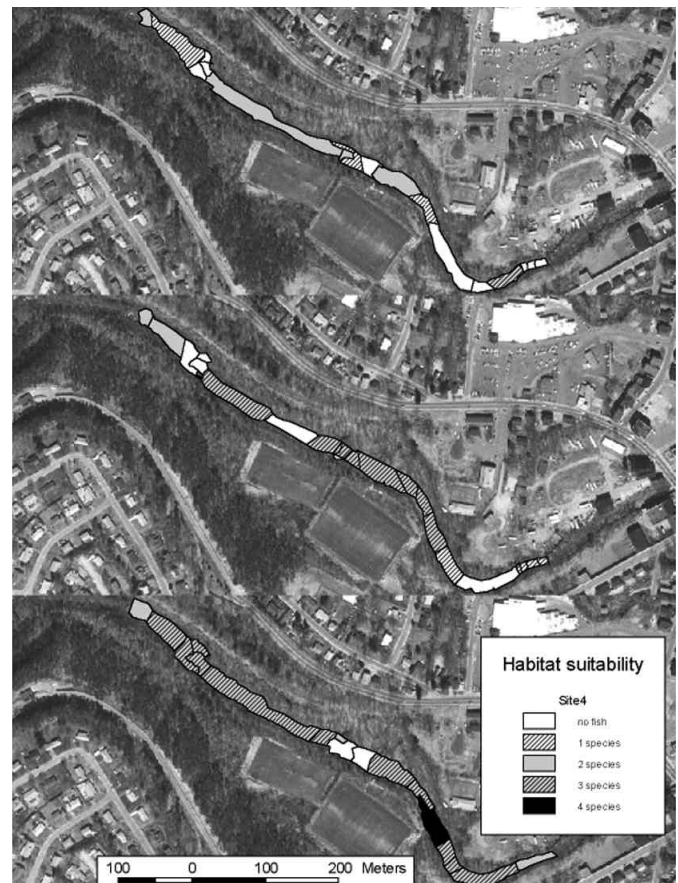 Habitat suitability
Site4
no fish
1 species
2 species
3 species
4 species
100 0 100 200 Meters